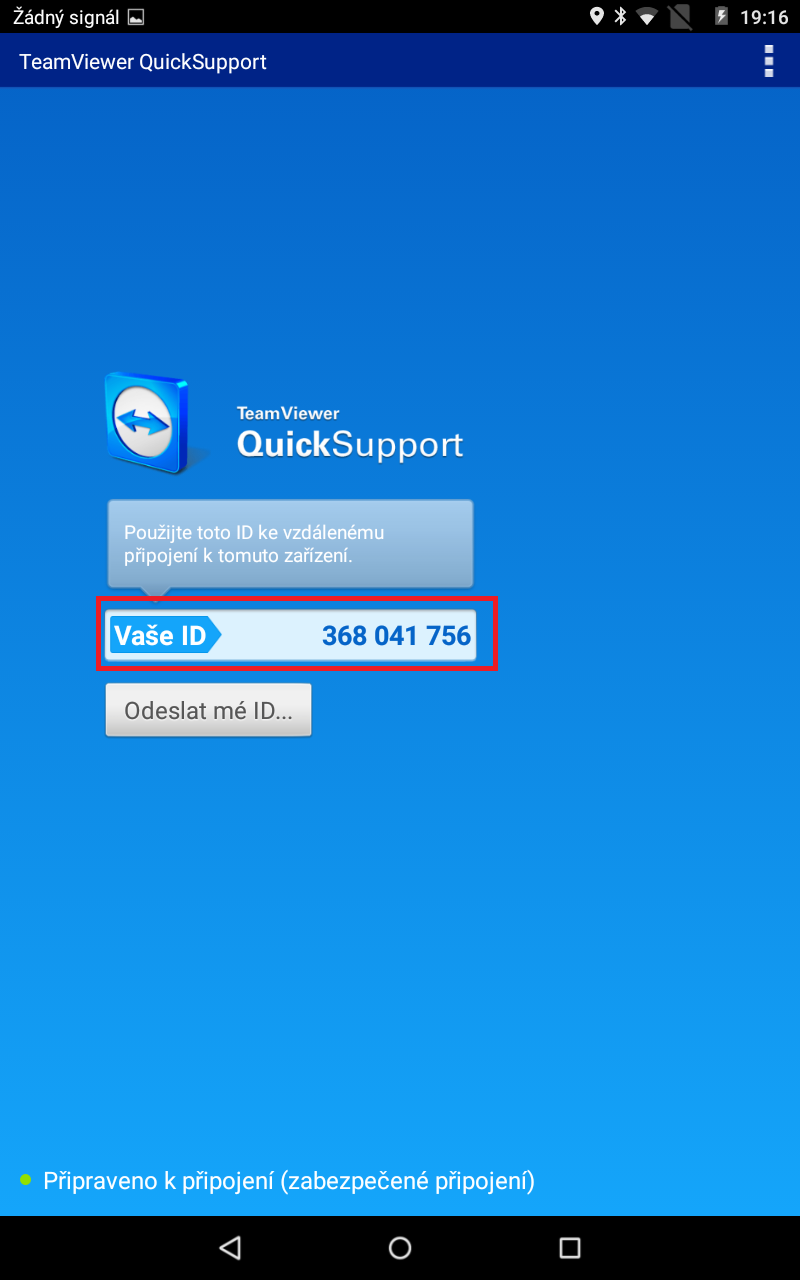 Žádný signál
19:16
TeamViewer QuickSupport
TeamViewer
QuickSupport
Použijte toto ID ke vzdálenému
připojení k tomuto zařízení.
Vaše ID 368 041 756
Odeslat mé ID...
Připraveno k připojení (zabezpečené připojení)